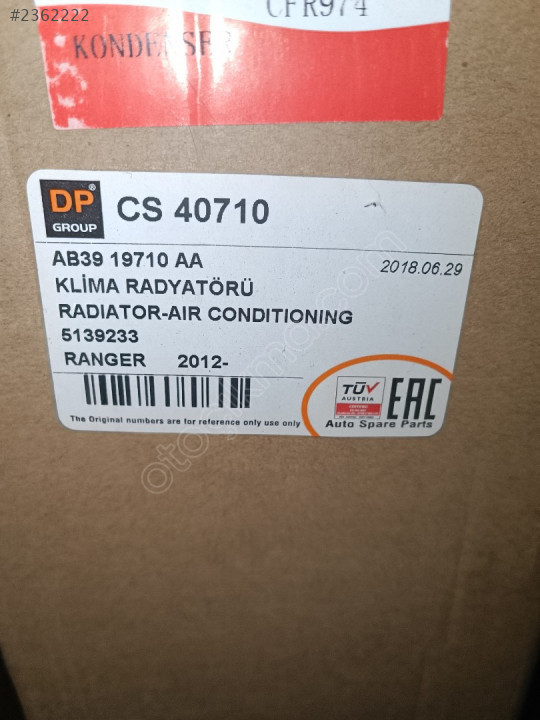 #2362222
CFR974
KONDENSER
DP®
GROUP
CS 40710
AB39 19710 AA
2018.06.29
KLİMA RADYATÖRÜ
RADIATOR-AIR CONDITIONING
5139233
RANGER 2012-
TÜV
AUSTRIA
EAC
The Original numbers are for reference only use only
Auto Spare Parts